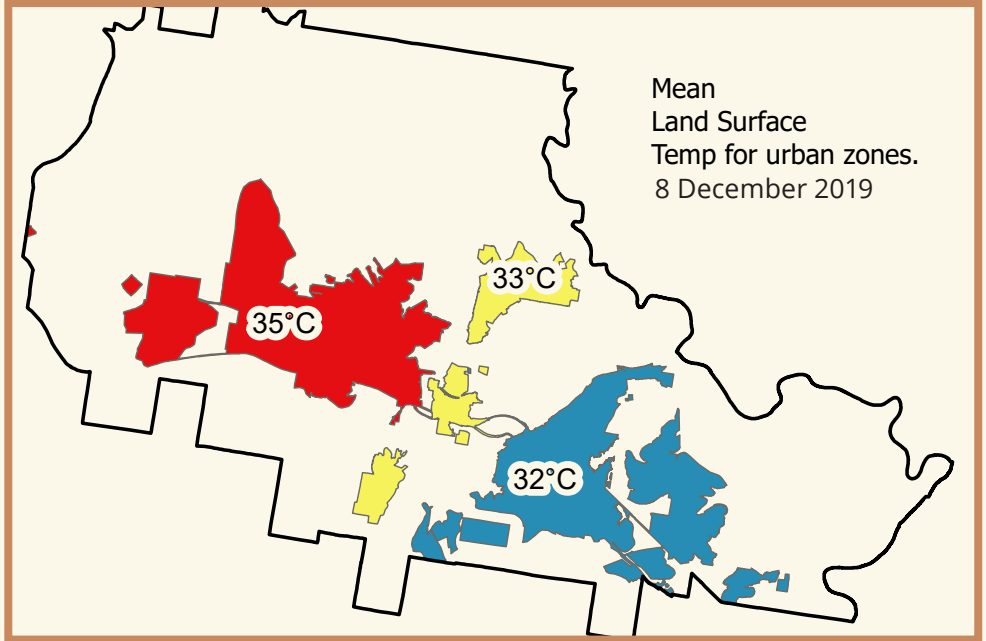 Mean
Land Surface
Temp for urban zones.
8 December 2019
33°C
35°C
32°C